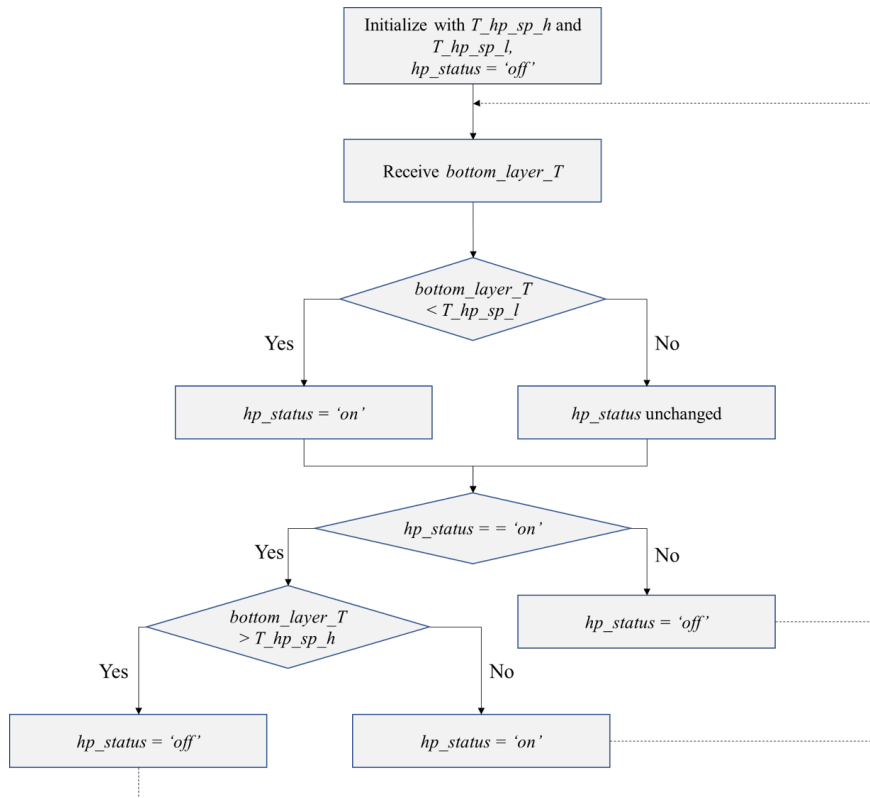 Initialize with T_hp_sp_h and
T_hp_sp_l,
hp_status = ‘off’
Receive bottom_layer_T
bottom_layer_T
< T_hp_sp_l
Yes
No
hp_status = ‘on’
hp_status unchanged
hp_status = = ‘on’
Yes
No
bottom_layer_T
> T_hp_sp_h
hp_status = ‘off’
Yes
No
hp_status = ‘off’
hp_status = ‘on’